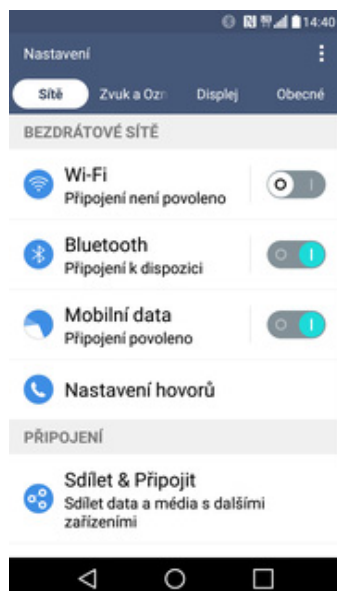 14:40
Nastavení
Sítě Zvuk a Ozn Displej Obecné
BEZDRÁTOVÉ SÍTĚ
Wi-Fi
Připojení není povoleno
Bluetooth
Připojení k dispozici
Mobilní data
Připojení povoleno
Nastavení hovorů
PŘIPOJENÍ
Sdílet & Připojit
Sdílet data a média s dalšími
zařízeními